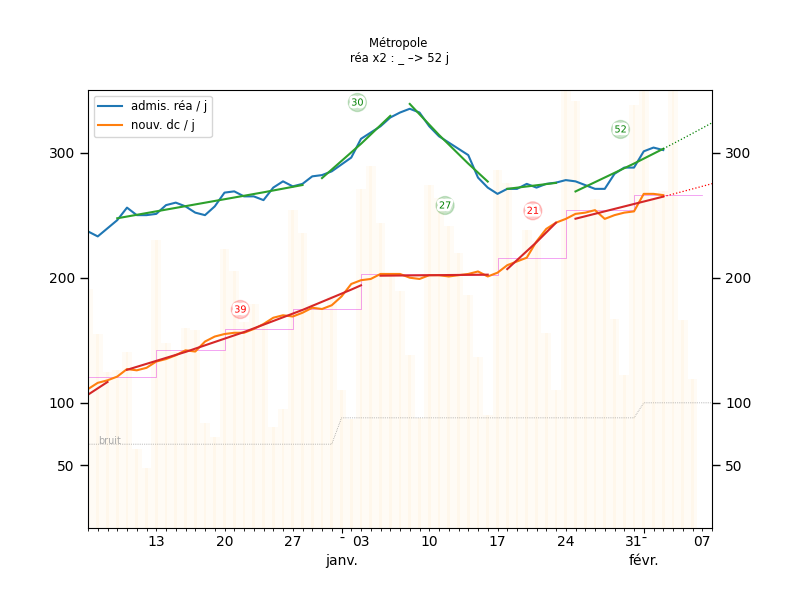 Métropole
réa x2 : _ –> 52 j
admis. réa / j
nouv. dc / j
30
52
27
21
39
bruit
300
200
100
50
300
200
100
50
13 20 27 - 03 10 17 24 31 - 07
janv. févr.